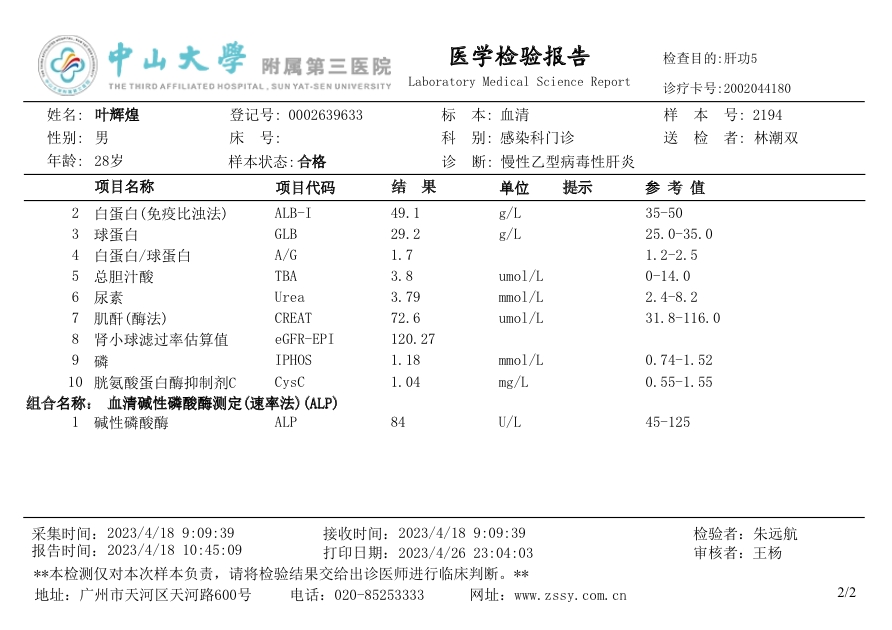 中山大学 附属第三医院
THE THIRD AFFILIATED HOSPITAL, SUN YAT-SEN UNIVERSITY
医学检验报告
Laboratory Medical Science Report
检查目的:肝功5
诊疗卡号:2002044180
姓名: 叶辉煌 登记号: 0002639633 标 本: 血清 样 本 号: 2194
性别: 男 床 号: 科 别: 感染科门诊 送 检 者: 林潮双
年龄: 28岁 样本状态: 合格 诊 断: 慢性乙型病毒性肝炎
项目名称 项目代码 结 果 单位 提示 参 考 值
2 白蛋白(免疫比浊法) ALB-I 49.1 g/L 35-50
3 球蛋白 GLB 29.2 g/L 25.0-35.0
4 白蛋白/球蛋白 A/G 1.7 1.2-2.5
5 总胆汁酸 TBA 3.8 umol/L 0-14.0
6 尿素 Urea 3.79 mmol/L 2.4-8.2
7 肌酐(酶法) CREAT 72.6 umol/L 31.8-116.0
8 肾小球滤过率估算值 eGFR-EPI 120.27
9 磷 IPHOS 1.18 mmol/L 0.74-1.52
10 胱氨酸蛋白酶抑制剂C CysC 1.04 mg/L 0.55-1.55
组合名称: 血清碱性磷酸酶测定(速率法)(ALP)
1 碱性磷酸酶 ALP 84 U/L 45-125
采集时间: 2023/4/18 9:09:39 接收时间: 2023/4/18 9:09:39 检验者: 朱远航
报告时间: 2023/4/18 10:45:09 打印日期: 2023/4/26 23:04:03 审核者: 王杨
**本检测仅对本次样本负责，请将检验结果交给出诊医师进行临床判断。**
地址: 广州市天河区天河路600号 电话: 020-85253333 网址: www.zssy.com.cn 2/2